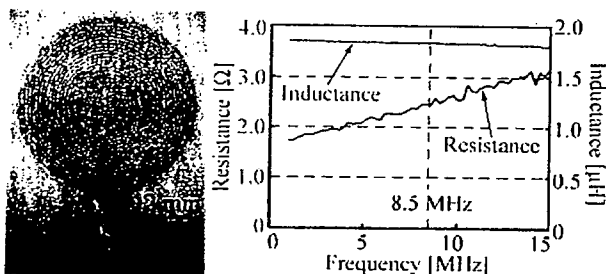 4.0
3.0
2.0
1.0
0
Resistance [Ω]
2.0
1.5
1.0
0.5
0
Inductance [μH]
Inductance
Resistance
8.5 MHz
5
10
15
Frequency [MHz]
mm